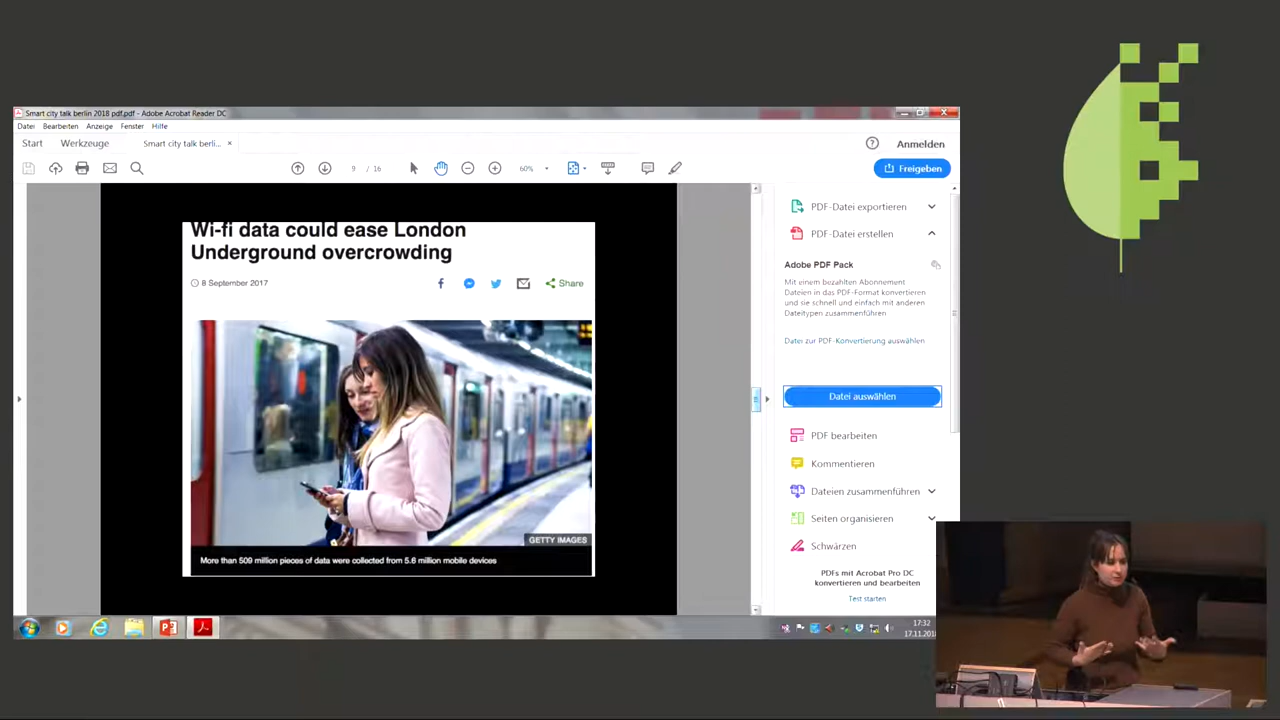 Smart city talk berlin 2018 pdf.pdf - Adobe Acrobat Reader DC
Datei Bearbeiten Anzeige Fenster Hilfe
Start Werkzeuge Smart city talk berli... × Anmelden
9 / 16 60% Freigeben
Wi-fi data could ease London
Underground overcrowding
8 September 2017 Share
GETTY IMAGES
More than 509 million pieces of data were collected from 5.6 million mobile devices
PDF-Datei exportieren
PDF-Datei erstellen
Adobe PDF Pack
Mit einem bezahlten Abonnement
Dateien in das PDF-Format konvertieren
und sie schnell und einfach mit anderen
Dateitypen zusammenführen
Datei zur PDF-Konvertierung auswählen
Datei auswählen
PDF bearbeiten
Kommentieren
Dateien zusammenführen
Seiten organisieren
Schwärzen
PDFs mit Acrobat Pro DC
konvertieren und bearbeiten
Test starten
17:32
17.11.201